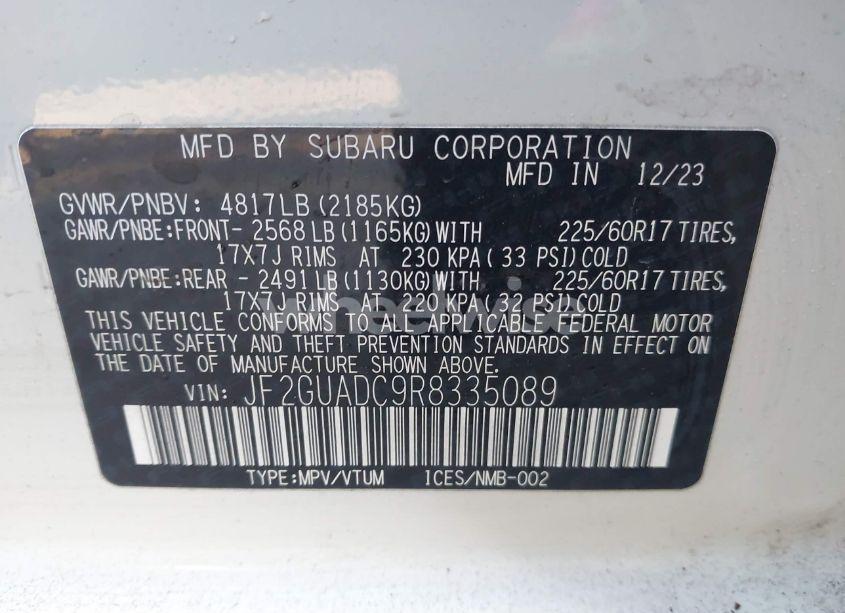 MFD BY SUBARU CORPORATION
MFD IN 12/23
GVWR/PNBV: 4817LB (2185KG)
GAWR/PNBE:FRONT- 2568 LB (1165KG) WITH 225/60R17 TIRES,
17X7J RIMS AT 230 KPA ( 33 PSI) COLD
GAWR/PNBE:REAR - 2491 LB (1130KG) WITH 225/60R17 TIRES,
17X7J RIMS AT 220 KPA ( 32 PSI) COLD
THIS VEHICLE CONFORMS TO ALL APPLICABLE FEDERAL MOTOR
VEHICLE SAFETY AND THEFT PREVENTION STANDARDS IN EFFECT ON
THE DATE OF MANUFACTURE SHOWN ABOVE.
VIN: JF2GUADC9R8335089
TYPE:MPV/VTUM ICES/NMB-002